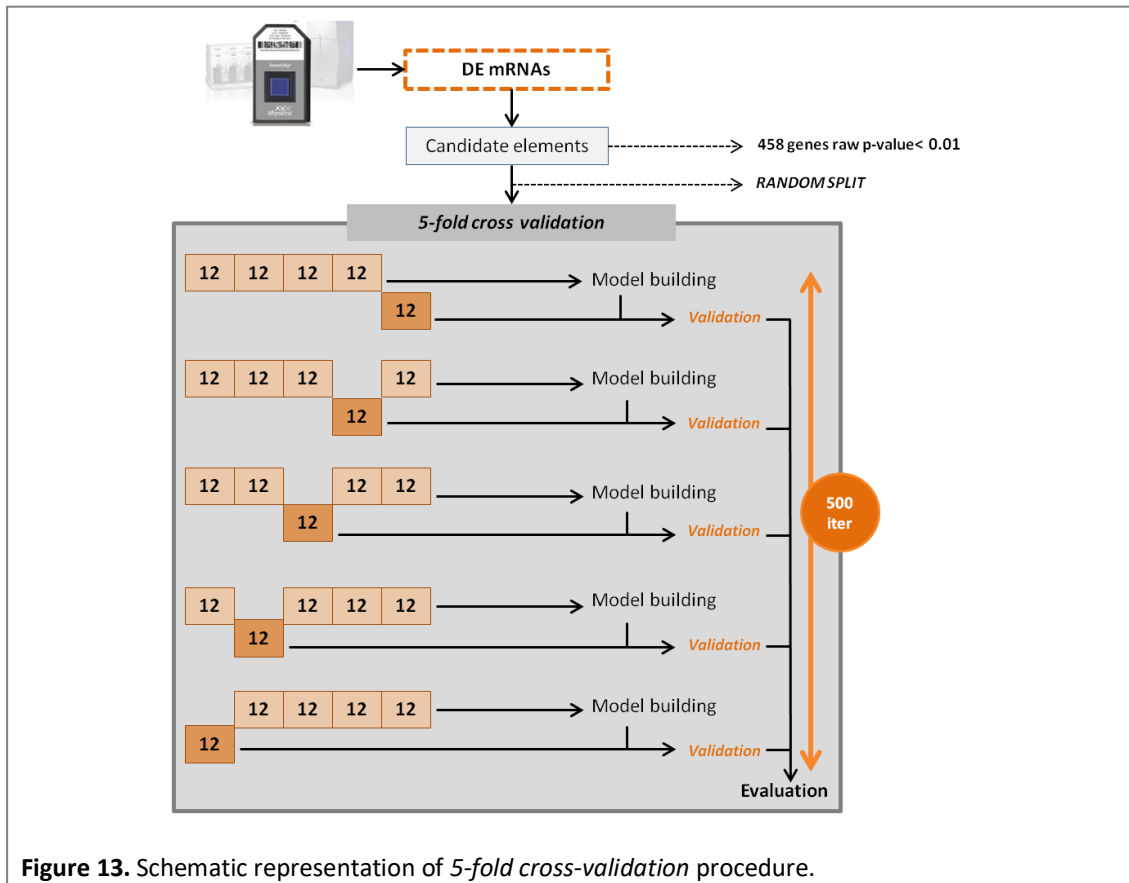 GeneChip
Affymetrix
DE mRNAs
Candidate elements
458 genes raw p-value< 0.01
RANDOM SPLIT
5-fold cross validation
12 12 12 12
Model building
12
Validation
12 12 12 12
Model building
12
Validation
12 12 12 12
Model building
12
Validation
500
iter
12 12 12 12
Model building
12
Validation
12 12 12 12
Model building
12
Validation
Evaluation
Figure 13. Schematic representation of 5-fold cross-validation procedure.